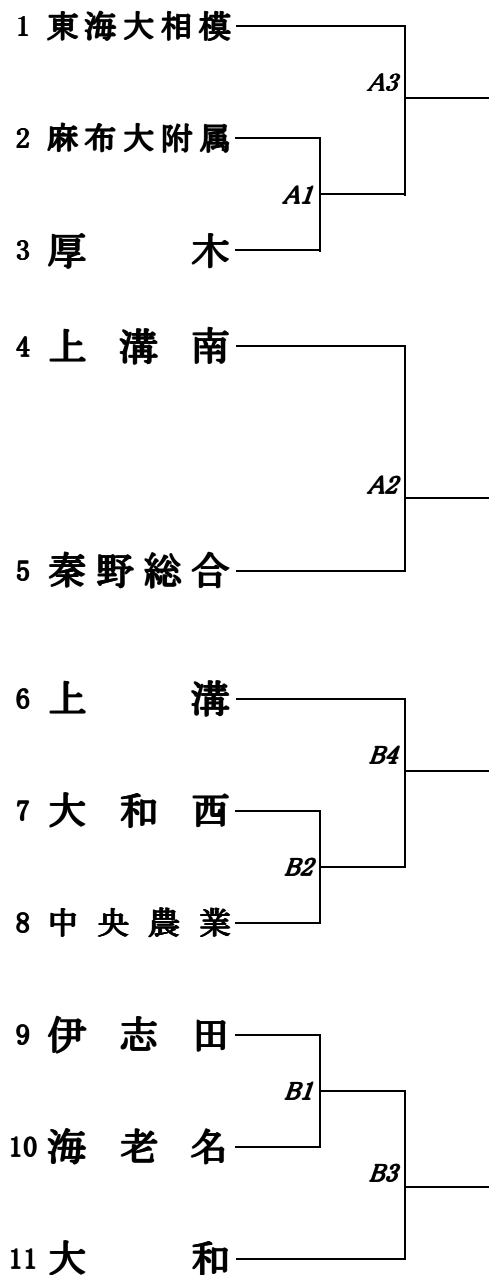 1 東海大相模
A3
2 麻布大附属
A1
3 厚木
4 上溝南
A2
5 秦野総合
6 上溝
B4
7 大和西
B2
8 中央農業
9 伊志田
B1
10 海老名
B3
11 大和